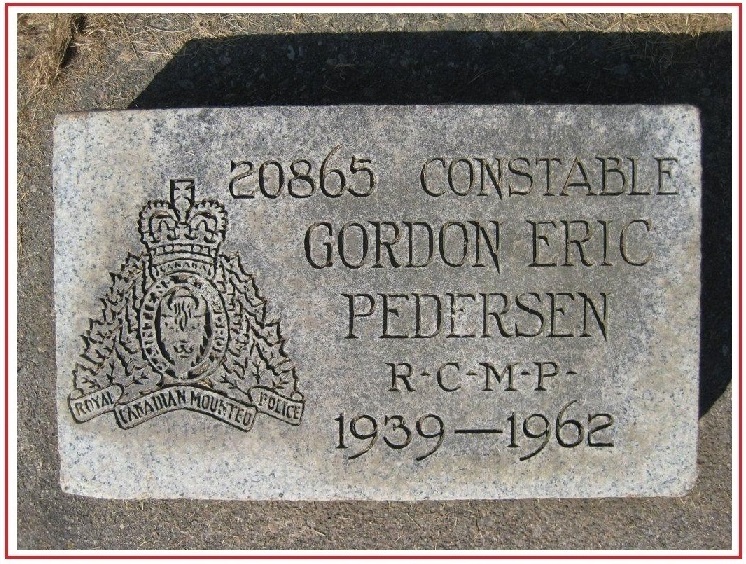 20865 CONSTABLE
GORDON ERIC
PEDERSEN
R-C-M-P-
1939—1962
ROYAL CANADIAN MOUNTED POLICE